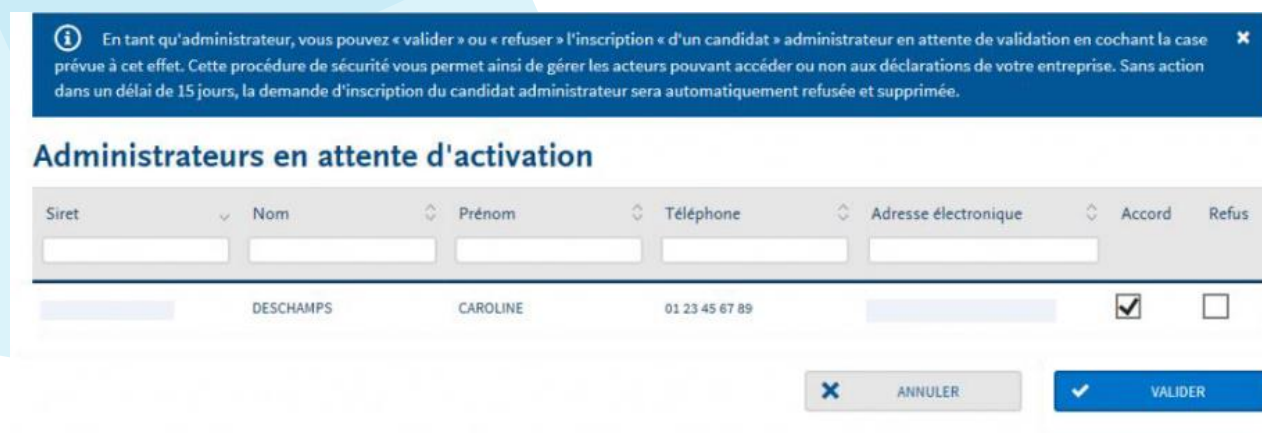 En tant qu'administrateur, vous pouvez « valider » ou « refuser » l'inscription « d'un candidat » administrateur en attente de validation en cochant la case
prévue à cet effet. Cette procédure de sécurité vous permet ainsi de gérer les acteurs pouvant accéder ou non aux déclarations de votre entreprise. Sans action
dans un délai de 15 jours, la demande d'inscription du candidat administrateur sera automatiquement refusée et supprimée.
Administrateurs en attente d'activation
Siret Nom Prénom Téléphone Adresse électronique Accord Refus
DESCHAMPS CAROLINE 01 23 45 67 89
ANNULER VALIDER